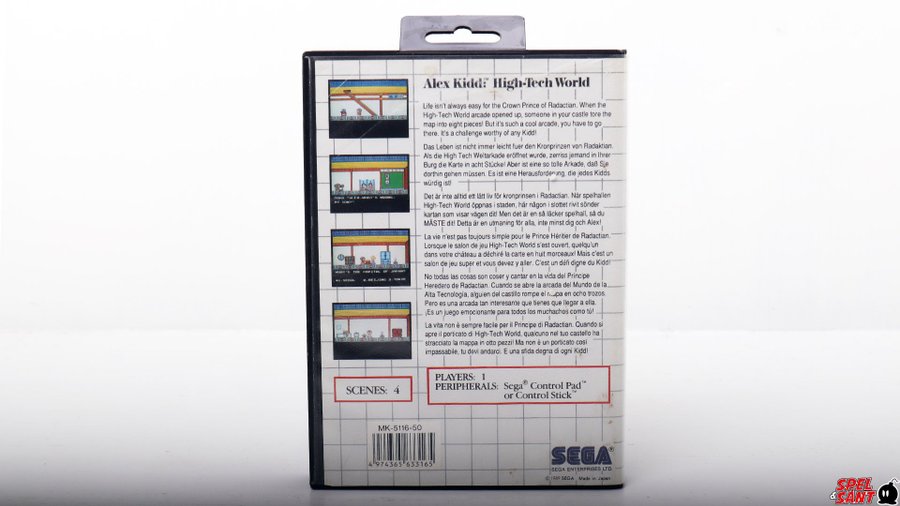 Alex Kidd:™ High-Tech World
Life isn't always easy for the Crown Prince of Radactian. When the
High-Tech World arcade opened up, someone in your castle tore the
map into eight pieces! But it's such a cool arcade, you have to go
there. It's a challenge worthy of any Kidd!
Das Leben ist nicht immer leicht fuer den Kronprinzen von Radaktian.
Als die High Tech Weltarkade eröffnet wurde, zerriss jemand in Ihrer
Burg die Karte in acht Stücke! Aber ist eine so tolle Arkade, daß Sie
dorthin gehen müssen. Es ist eine Herausforderung, die jedes Kidds
würdig ist!
Det är inte alltid ett lått liv för kronprinsen i Radactian. När spelhallen
High-Tech World öppnas i staden, har någon i slottet rivit sönder
kartan som visar vägen dit! Men det är en så läcker spelhall, så du
MÅSTE dit! Detta är en utmaning för alla, inte minst dig och Alex!
La vie n'est pas toujours simple pour le Prince Héritier de Radactian.
Lorsque le salon de jeu High-Tech World s'est ouvert, quelqu'un
dans votre château a déchiré la carte en huit morceaux! Mais c'est un
salon de jeu super et vous devez y aller. C'est un défi digne du Kidd!
No todas las cosas son coser y cantar en la vida del Principe
Heredero de Radactian. Cuando se abre la arcada del Mundo de la
Alta Tecnología, alguien del castillo rompe el mapa en ocho trozos.
Pero es una arcada tan interesante que tienes que llegar a ella.
¡Es un juego emocionante para todos los muchachos como tú!
La vita non è sempre facile per il Principe di Radactian. Quando si
apre il porticato di High-Tech World, qualcuno nel tuo castello ha
stracciato la mappa in otto pezzi! Ma non è un porticato cosi
impassabile, tu devi andarci. E una sfida degna di ogni Kidd!
SCENES: 4
PLAYERS: 1
PERIPHERALS: Sega® Control Pad™
or Control Stick™
MK-5116-50
4 974365 633165
SEGA®
SEGA ENTERPRISES LTD.
SEGA Made in Japan
SPEL
& SÅNT